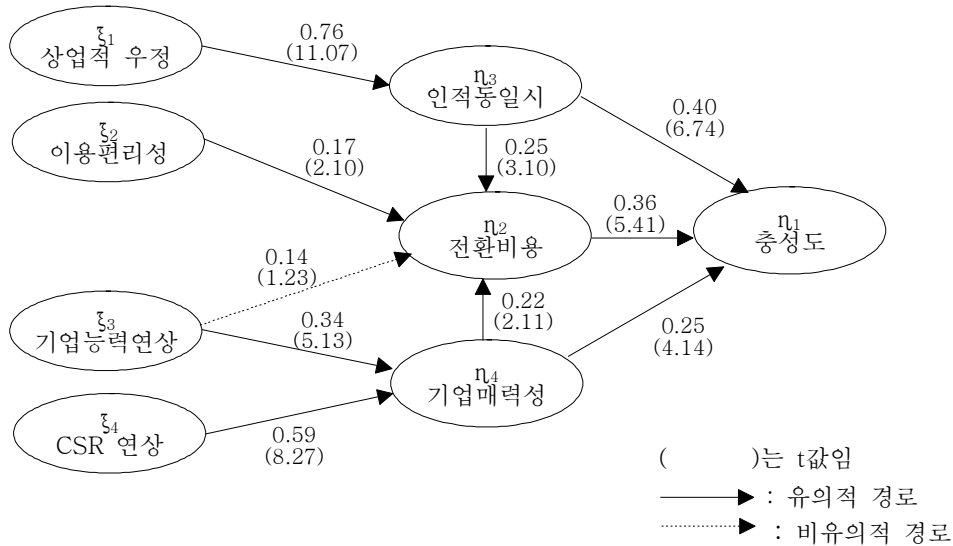 ξ1
상업적 우정
0.76
(11.07)
η3
인적동일시
0.40
(6.74)
ξ2
이용편리성
0.17
(2.10)
0.25
(3.10)
η2
전환비용
0.36
(5.41)
η1
충성도
0.14
(1.23)
0.22
(2.11)
ξ3
기업능력연상
0.34
(5.13)
0.25
(4.14)
η4
기업매력성
ξ4
CSR 연상
0.59
(8.27)
( )는 t값임
: 유의적 경로
: 비유의적 경로